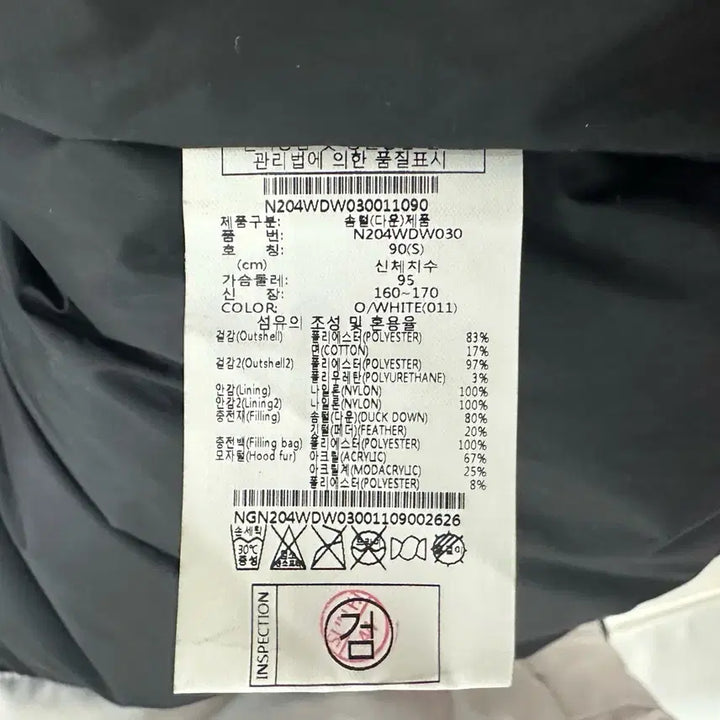 관리법에 의한 품질표시
N204WDW030011090
제품구분: 솜털(다운)제품
품 번: N204WDW030
호 칭: 90(S)
(cm) 신체치수
가슴둘레: 95
신 장: 160~170
COLOR: O/WHITE(011)
섬유의 조성 및 혼용율
겉감(Outshell) 폴리에스터(POLYESTER) 83%
면(COTTON) 17%
겉감2(Outshell2) 폴리에스터(POLYESTER) 97%
폴리우레탄(POLYURETHANE) 3%
안감(Lining) 나일론(NYLON) 100%
안감2(Lining2) 나일론(NYLON) 100%
충전재(Filling) 솜털(다운)(DUCK DOWN) 80%
깃털(페더)(FEATHER) 20%
충전백(Filling bag) 폴리에스터(POLYESTER) 100%
모자털(Hood fur) 아크릴(ACRYLIC) 67%
아크릴계(MODACRYLIC) 25%
폴리에스터(POLYESTER) 8%
NGN204WDW03001109002626
손세탁
30℃
중성
INSPECTION
검